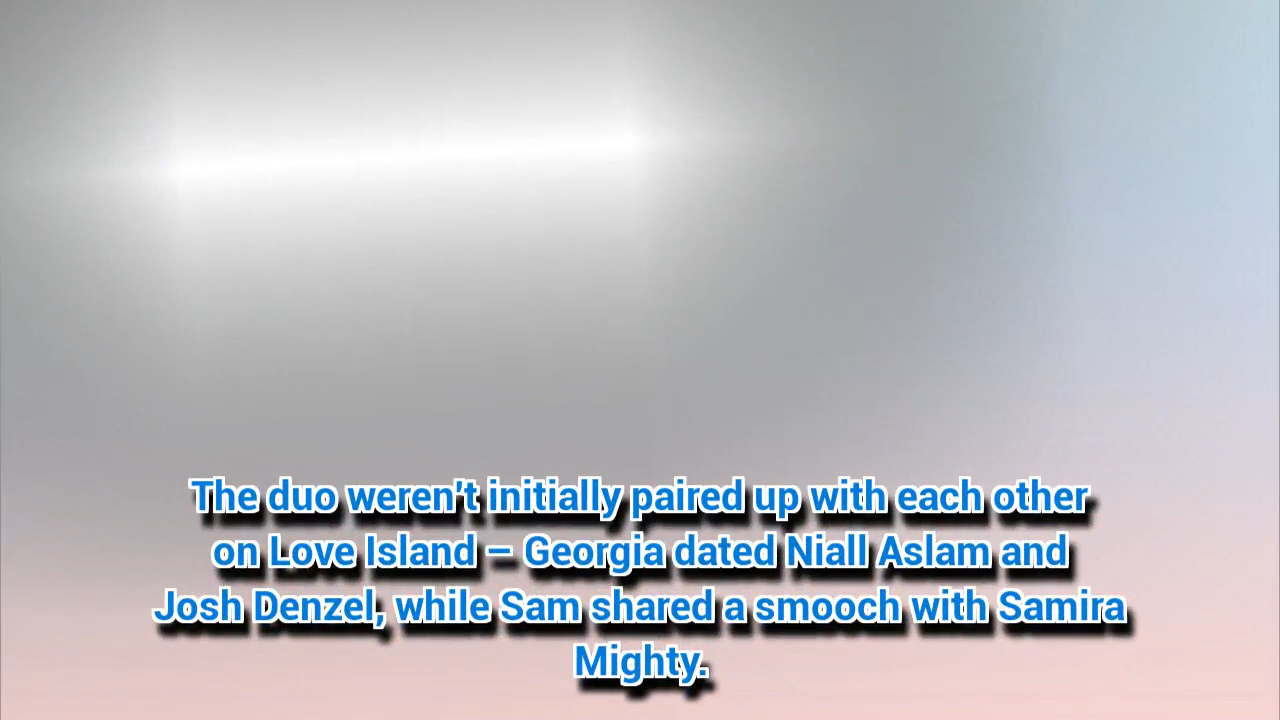 The duo weren't initially paired up with each other
on Love Island – Georgia dated Niall Aslam and
Josh Denzel, while Sam shared a smooch with Samira
Mighty.